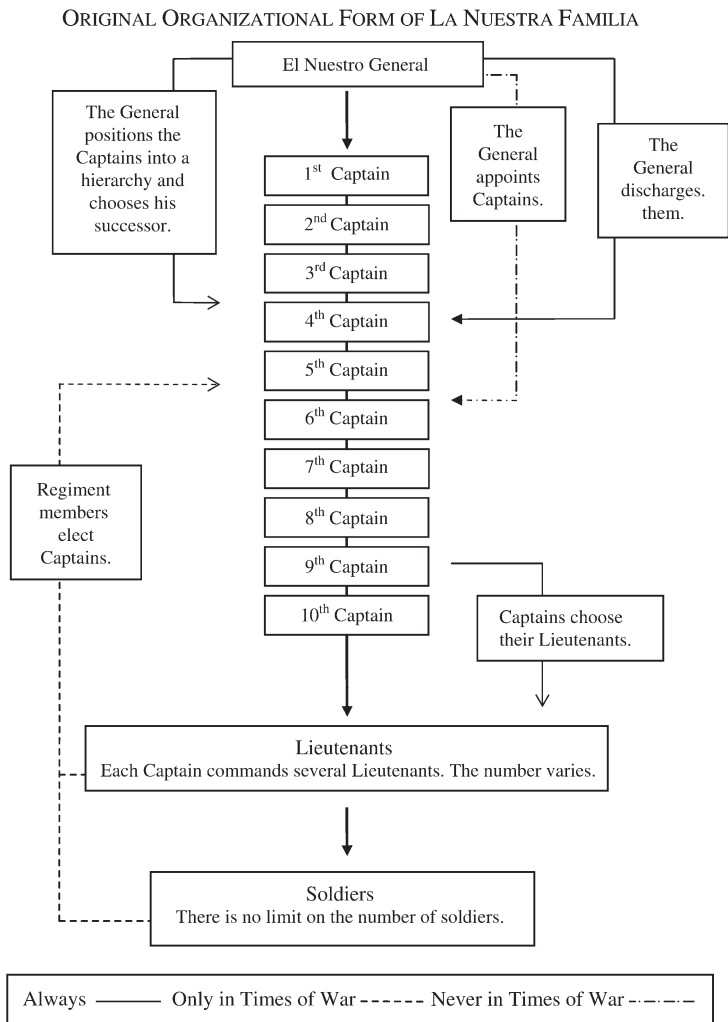 ORIGINAL ORGANIZATIONAL FORM OF LA NUESTRA FAMILIA
El Nuestro General
The General
positions the
Captains into a
hierarchy and
chooses his
successor.
The
General
appoints
Captains.
The
General
discharges.
them.
1st Captain
2nd Captain
3rd Captain
4th Captain
5th Captain
6th Captain
7th Captain
8th Captain
9th Captain
10th Captain
Regiment
members
elect
Captains.
Captains choose
their Lieutenants.
Lieutenants
Each Captain commands several Lieutenants. The number varies.
Soldiers
There is no limit on the number of soldiers.
Always Only in Times of War Never in Times of War